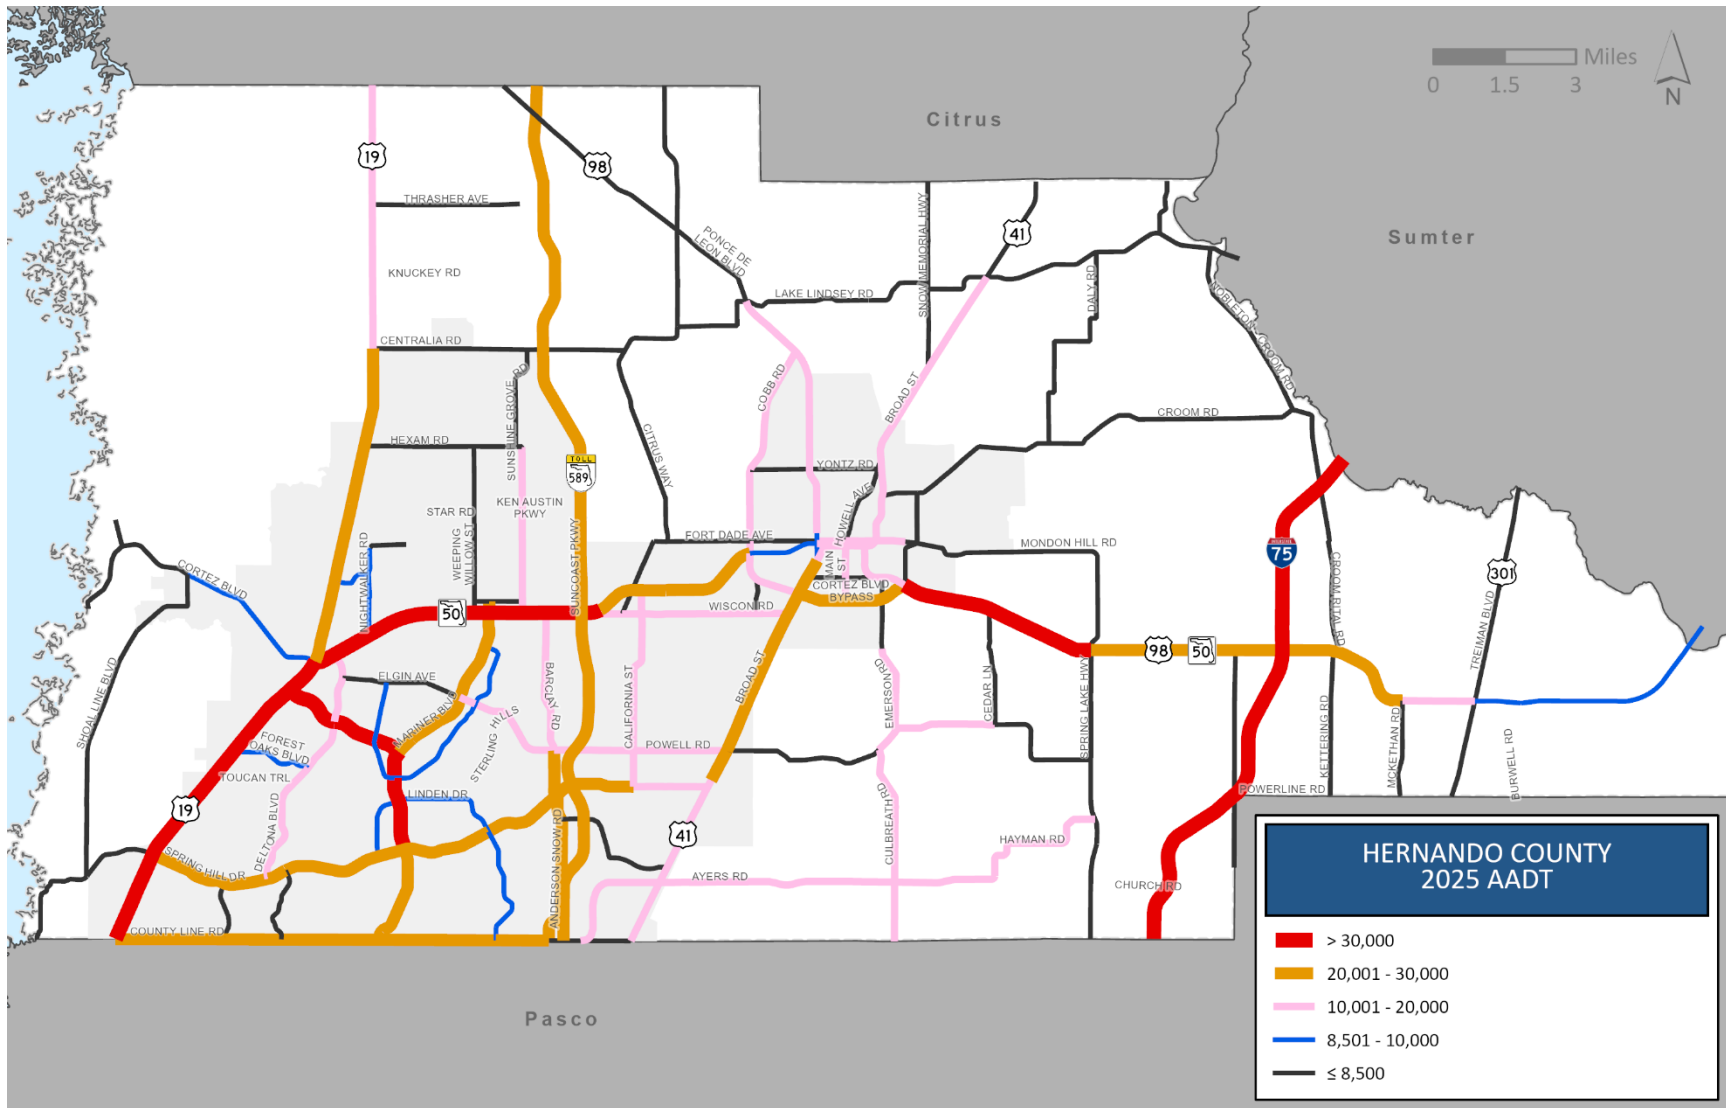 Citrus
Miles
0 1.5 3
N
19
98
THRASHER AVE
SNOW MEMORIAL HWY
41
Sumter
PONCE DE
LEON BLVD
KNUCKEY RD
LAKE LINDSEY RD
DALY RD
NOBLETON-CROOM RD
CENTRALIA RD
SUNSHINE GROVE RD
COBB RD
BROAD ST
CROOM RD
HEXAM RD
CITRUS WAY
TOLL
589
YONTZ RD
KEN AUSTIN
PKWY
STAR RD
WEEPING
WILLOW ST
SUNCOAST PKWY
HOWELL AVE
FORT DADE AVE
MAIN
ST
MONDON HILL RD
75
CROOM RITAL RD
301
CORTEZ BLVD
NIGHTWALKER RD
50
WISCON RD
CORTEZ BLVD
BYPASS
98
50
TREIMAN BLVD
SHOAL LINE BLVD
ELGIN AVE
MARINER BLVD
STERLING HILLS
BARCLAY RD
CALIFORNIA ST
BROAD ST
EMERSON RD
CEDAR LN
SPRING LAKE HWY
KETTERING RD
MCKETHAN RD
BURWELL RD
FOREST
OAKS BLVD
POWELL RD
TOUCAN TRL
LINDEN DR
POWERLINE RD
19
DELTONA BLVD
ANDERSON SNOW RD
41
CULBREATH RD
HAYMAN RD
SPRING HILL DR
AYERS RD
CHURCH RD
COUNTY LINE RD
Pasco
HERNANDO COUNTY
2025 AADT
> 30,000
20,001 - 30,000
10,001 - 20,000
8,501 - 10,000
≤ 8,500